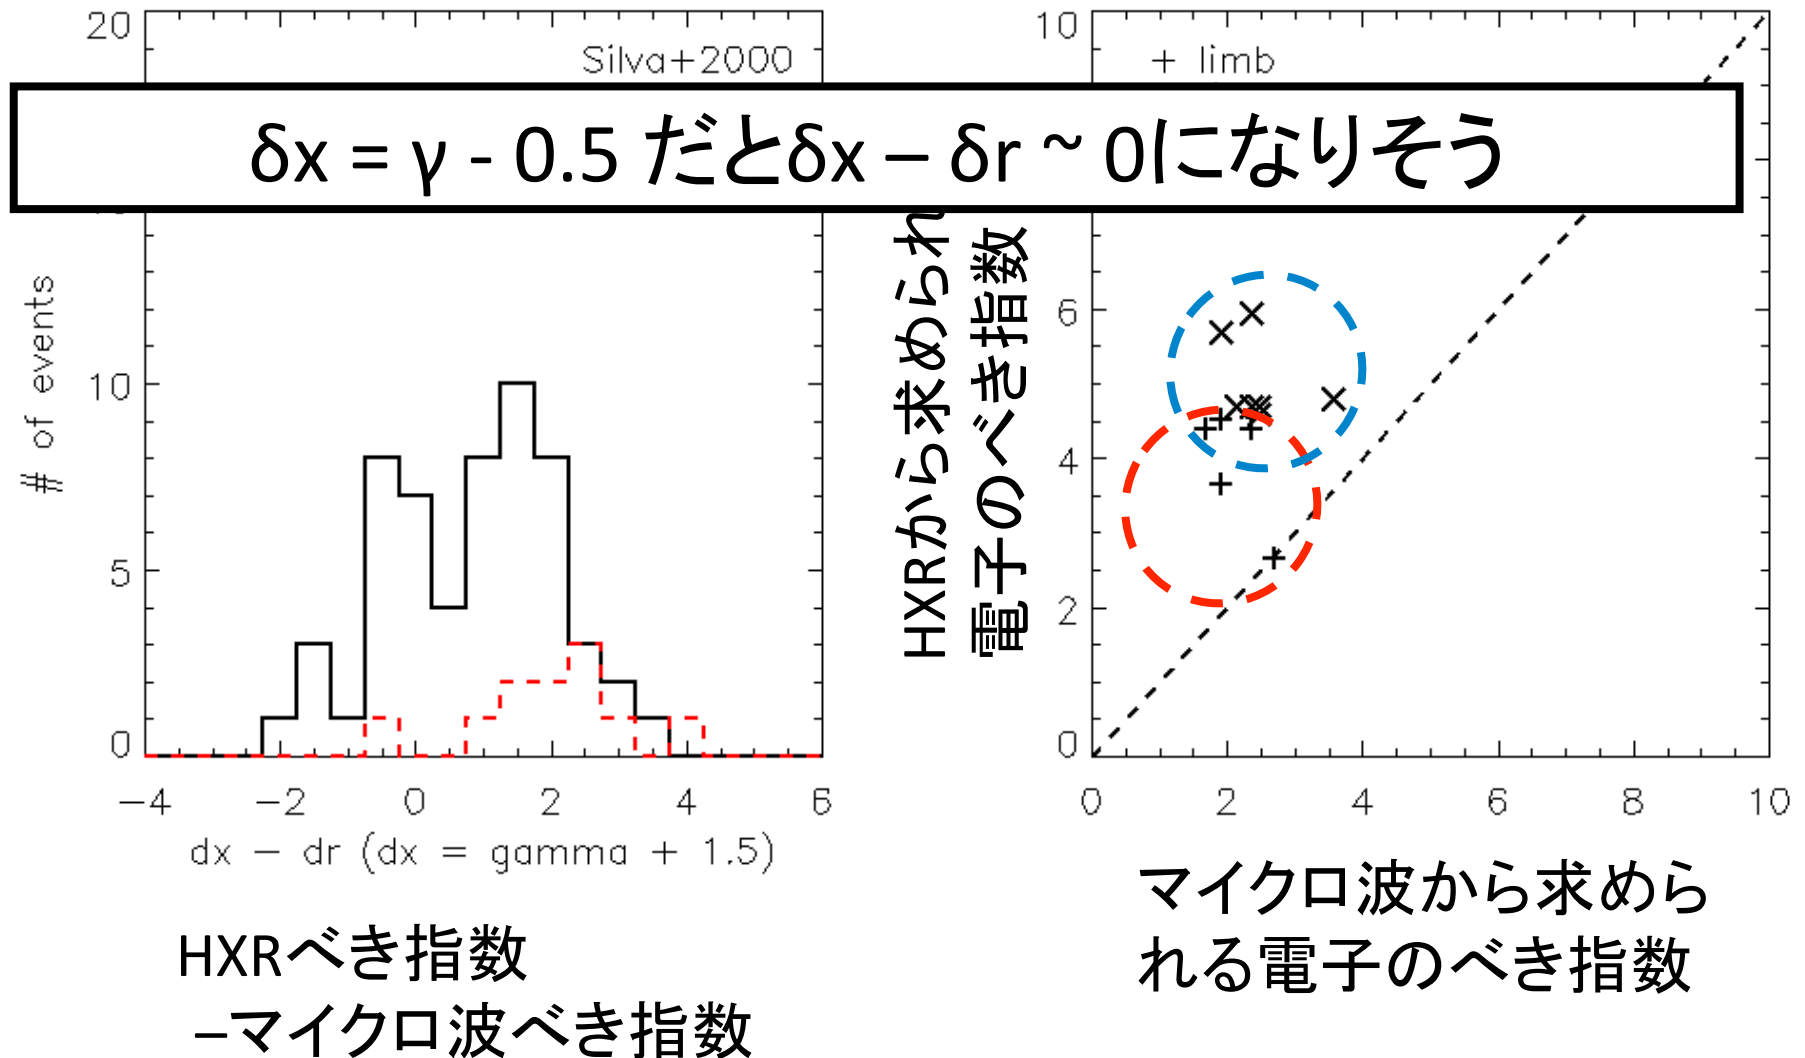 20
Silva+2000
10
+ limb
δx = γ - 0.5 だとδx – δr ~ 0になりそう
# of events
10
5
0
−4 −2 0 2 4 6
dx − dr (dx = gamma + 1.5)
HXRべき指数
–マイクロ波べき指数
HXRから求められ
電子のべき指数
6
4
2
0
0 2 4 6 8 10
マイクロ波から求めら
れる電子のべき指数